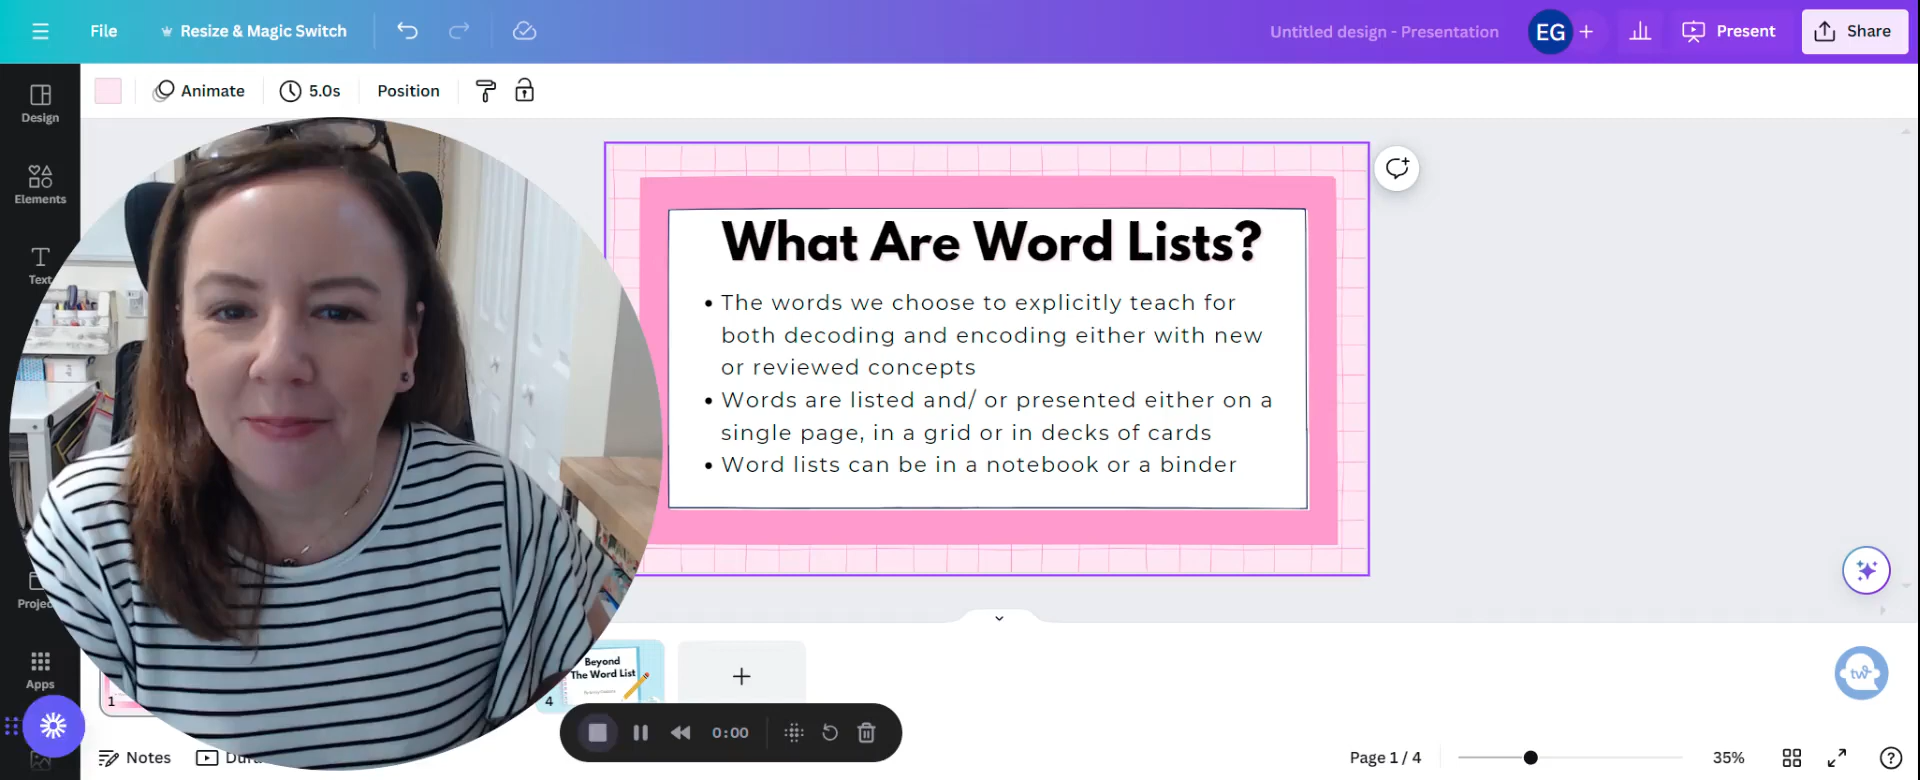 File
Resize & Magic Switch
Untitled design - Presentation
EG
Present
Share
Animate
5.0s
Position
Design
Elements
Text
Projec
Apps
What Are Word Lists?
• The words we choose to explicitly teach for
both decoding and encoding either with new
or reviewed concepts
• Words are listed and/ or presented either on a
single page, in a grid or in decks of cards
• Word lists can be in a notebook or a binder
1
Beyond
The Word List
4
0:00
tw
Notes
Dur
Page 1 / 4
35%